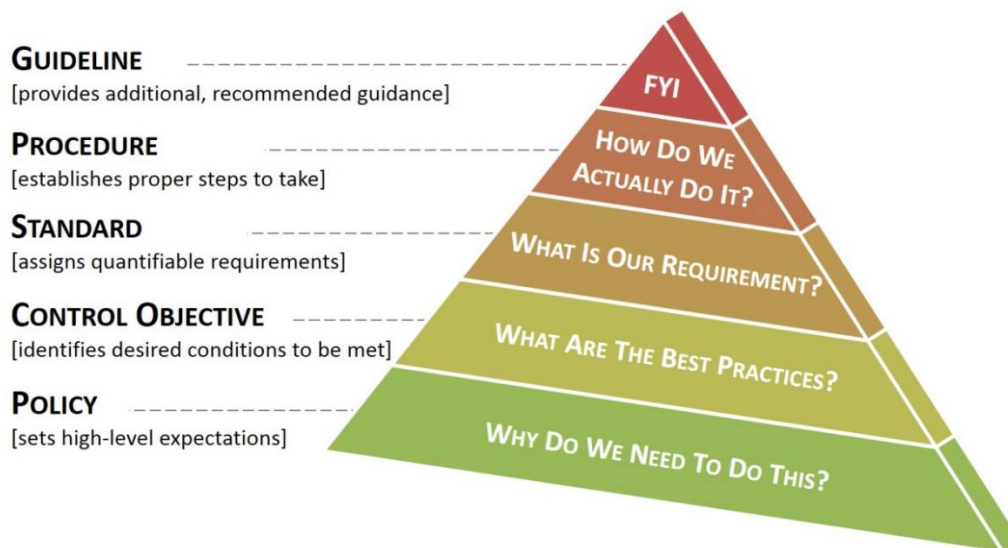 GUIDELINE
[provides additional, recommended guidance]
FYI
PROCEDURE
[establishes proper steps to take]
HOW DO WE
ACTUALLY DO IT?
STANDARD
[assigns quantifiable requirements]
WHAT IS OUR REQUIREMENT?
CONTROL OBJECTIVE
[identifies desired conditions to be met]
WHAT ARE THE BEST PRACTICES?
POLICY
[sets high-level expectations]
WHY DO WE NEED TO DO THIS?